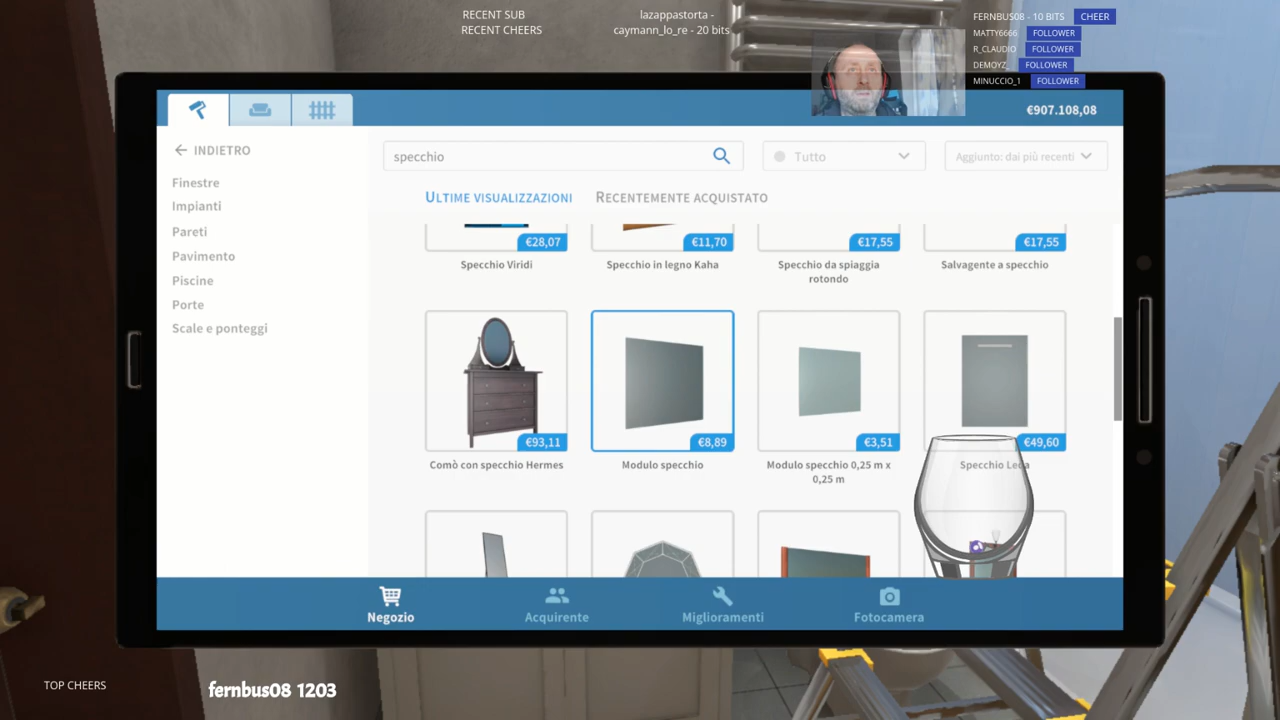 RECENT SUB
RECENT CHEERS
lazappastorta -
caymann_lo_re - 20 bits
FERNBUS08 - 10 BITS CHEER
MATTY6666 FOLLOWER
R_CLAUDIO FOLLOWER
DEMOYZ_ FOLLOWER
MINUCCIO_1 FOLLOWER
€907.108,08
INDIETRO
Finestre
Impianti
Pareti
Pavimento
Piscine
Porte
Scale e ponteggi
specchio
Tutto
Aggiunto: dai più recenti
ULTIME VISUALIZZAZIONI
RECENTEMENTE ACQUISTATO
€28,07
€11,70
€17,55
€17,55
Specchio Viridi
Specchio in legno Kaha
Specchio da spiaggia
rotondo
Salvagente a specchio
€93,11
€8,89
€3,51
€49,60
Comò con specchio Hermes
Modulo specchio
Modulo specchio 0,25 m x
0,25 m
Specchio Leda
Negozio
Acquirente
Miglioramenti
Fotocamera
TOP CHEERS
fernbus08 1203